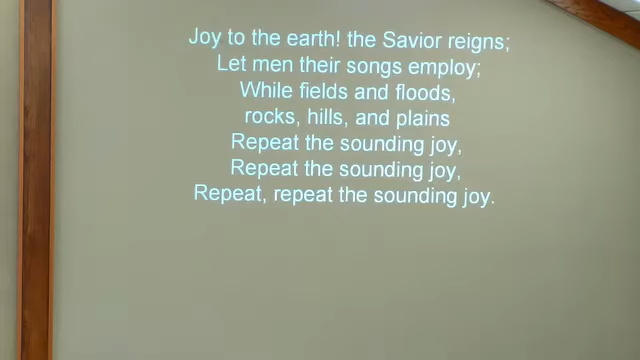 Joy to the earth! the Savior reigns;
Let men their songs employ;
While fields and floods,
rocks, hills, and plains
Repeat the sounding joy,
Repeat the sounding joy,
Repeat, repeat the sounding joy.